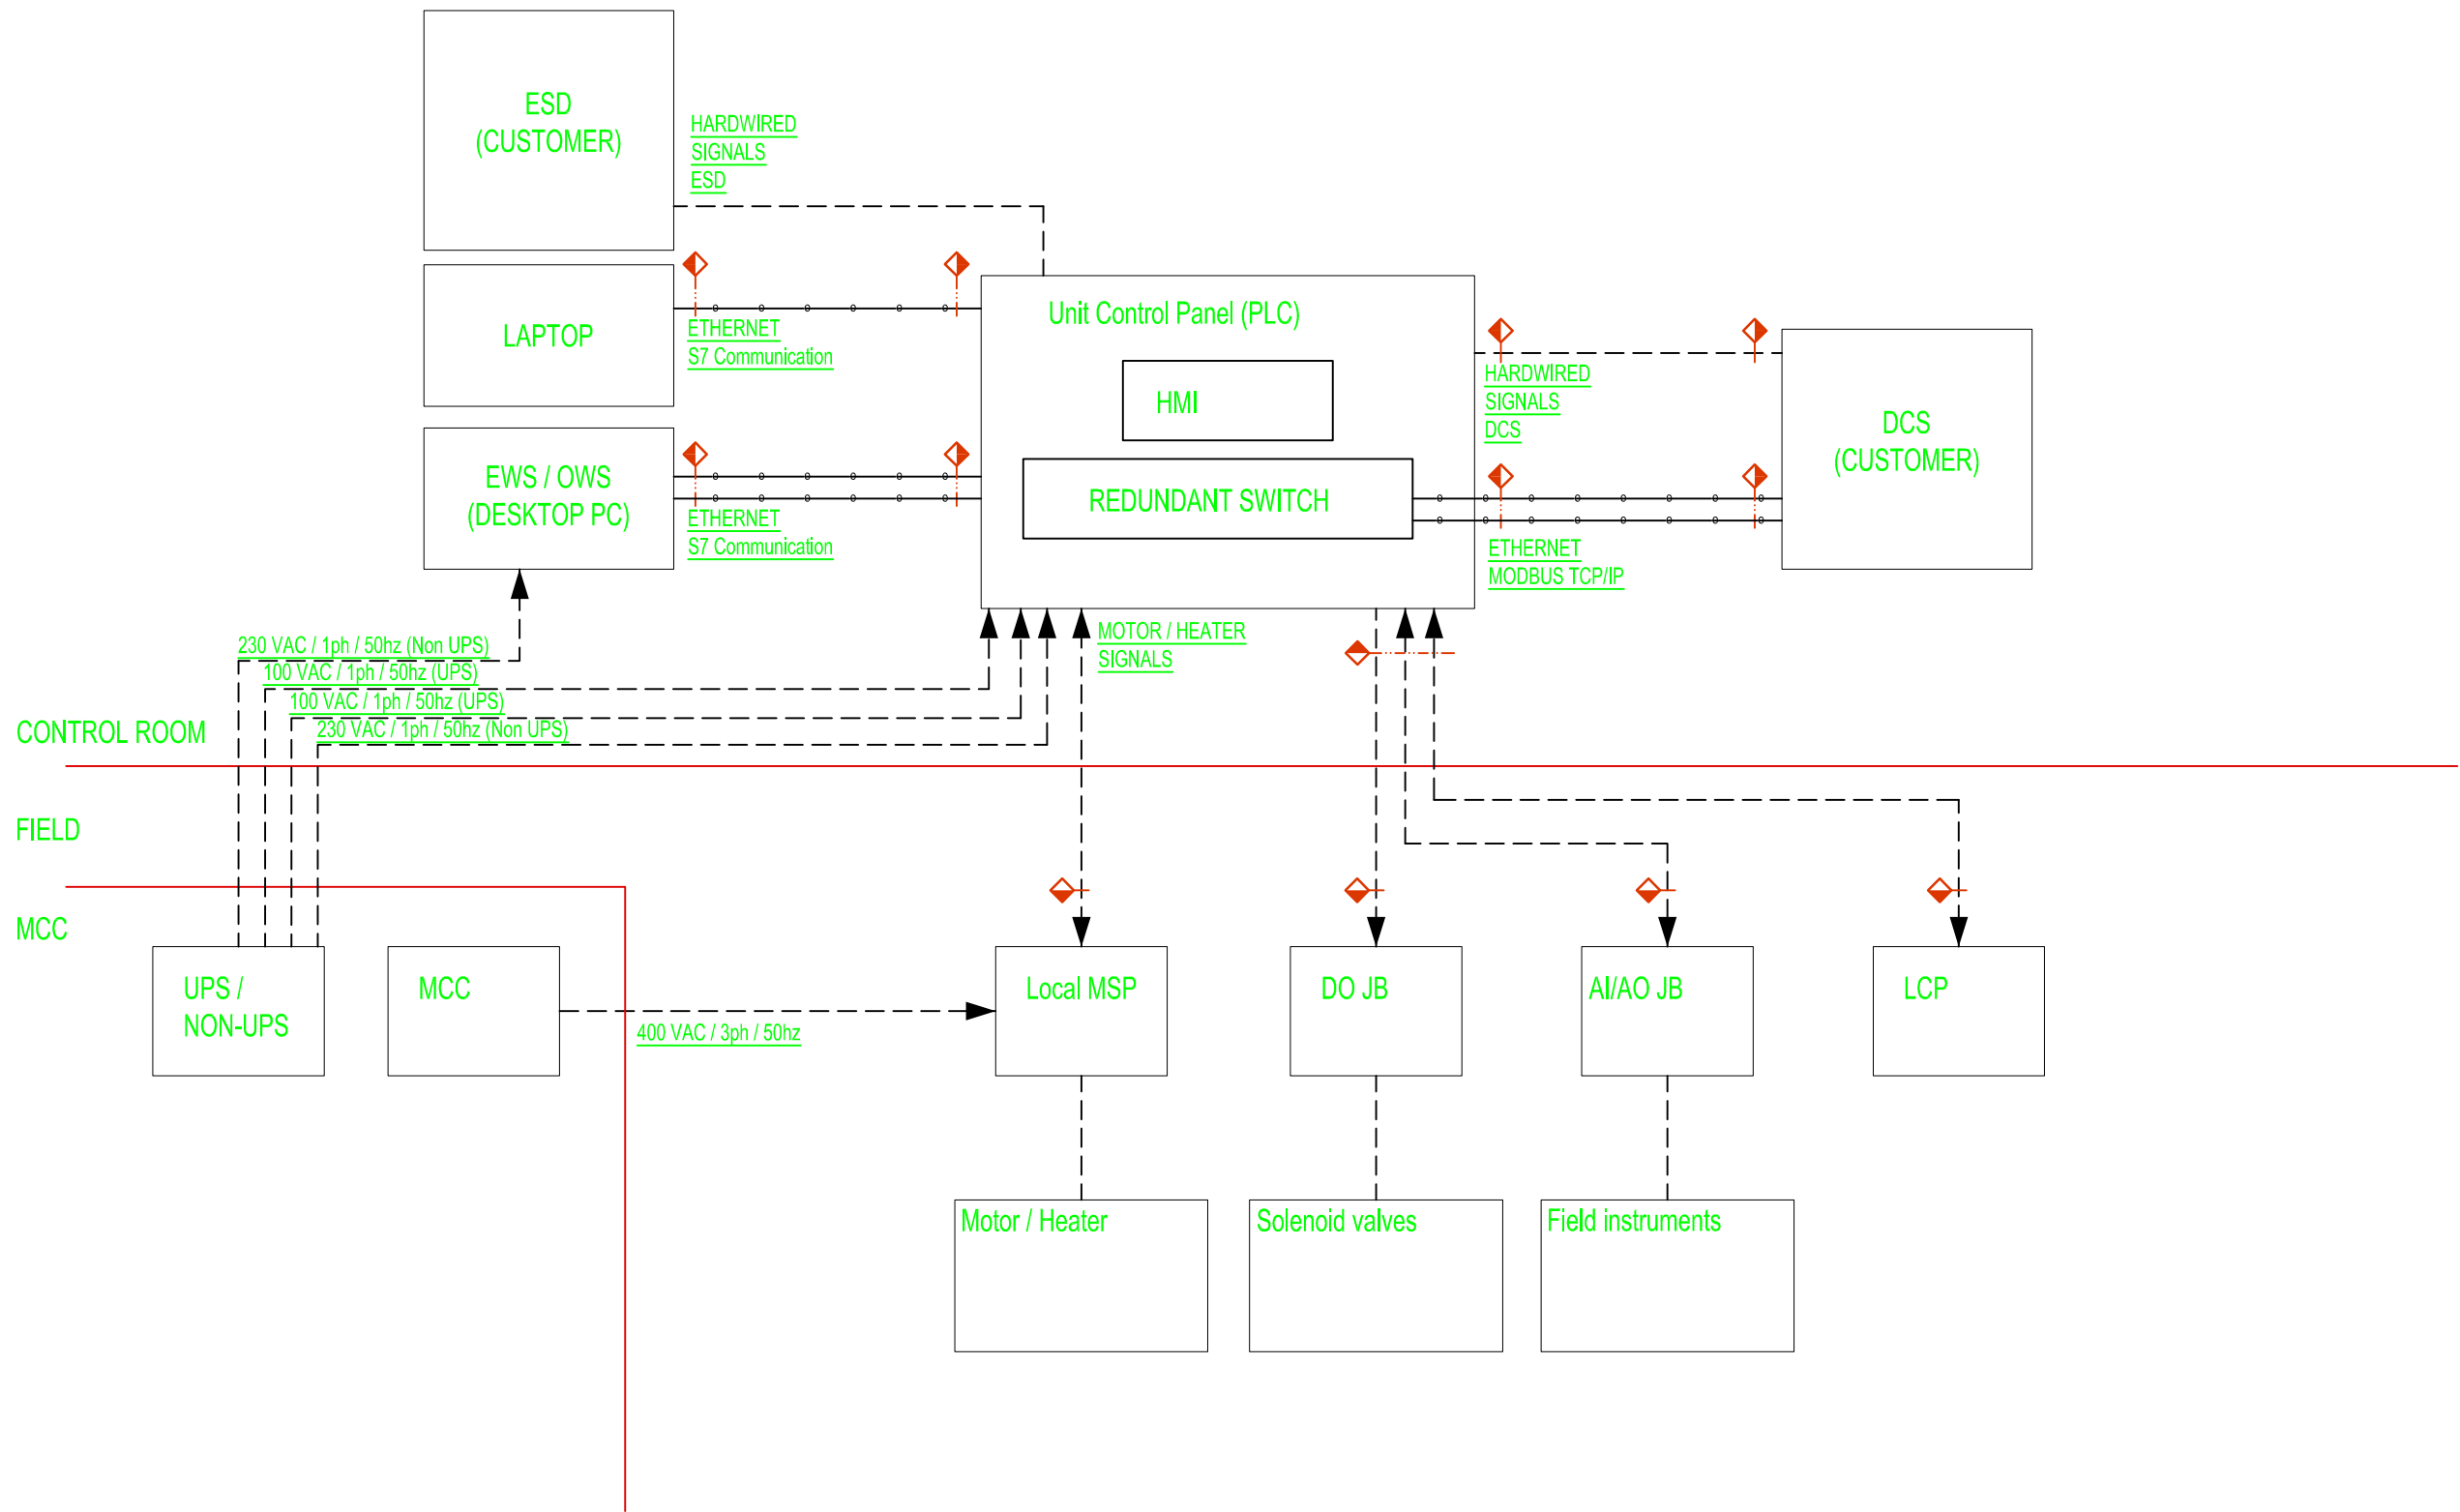 ESD
(CUSTOMER)
HARDWIRED
SIGNALS
ESD
LAPTOP
ETHERNET
S7 Communication
Unit Control Panel (PLC)
HMI
REDUNDANT SWITCH
HARDWIRED
SIGNALS
DCS
DCS
(CUSTOMER)
EWS / OWS
(DESKTOP PC)
ETHERNET
S7 Communication
ETHERNET
MODBUS TCP/IP
230 VAC / 1ph / 50hz (Non UPS)
100 VAC / 1ph / 50hz (UPS)
100 VAC / 1ph / 50hz (UPS)
230 VAC / 1ph / 50hz (Non UPS)
MOTOR / HEATER
SIGNALS
CONTROL ROOM
FIELD
MCC
UPS /
NON-UPS
MCC
400 VAC / 3ph / 50hz
Local MSP
DO JB
AI/AO JB
LCP
Motor / Heater
Solenoid valves
Field instruments